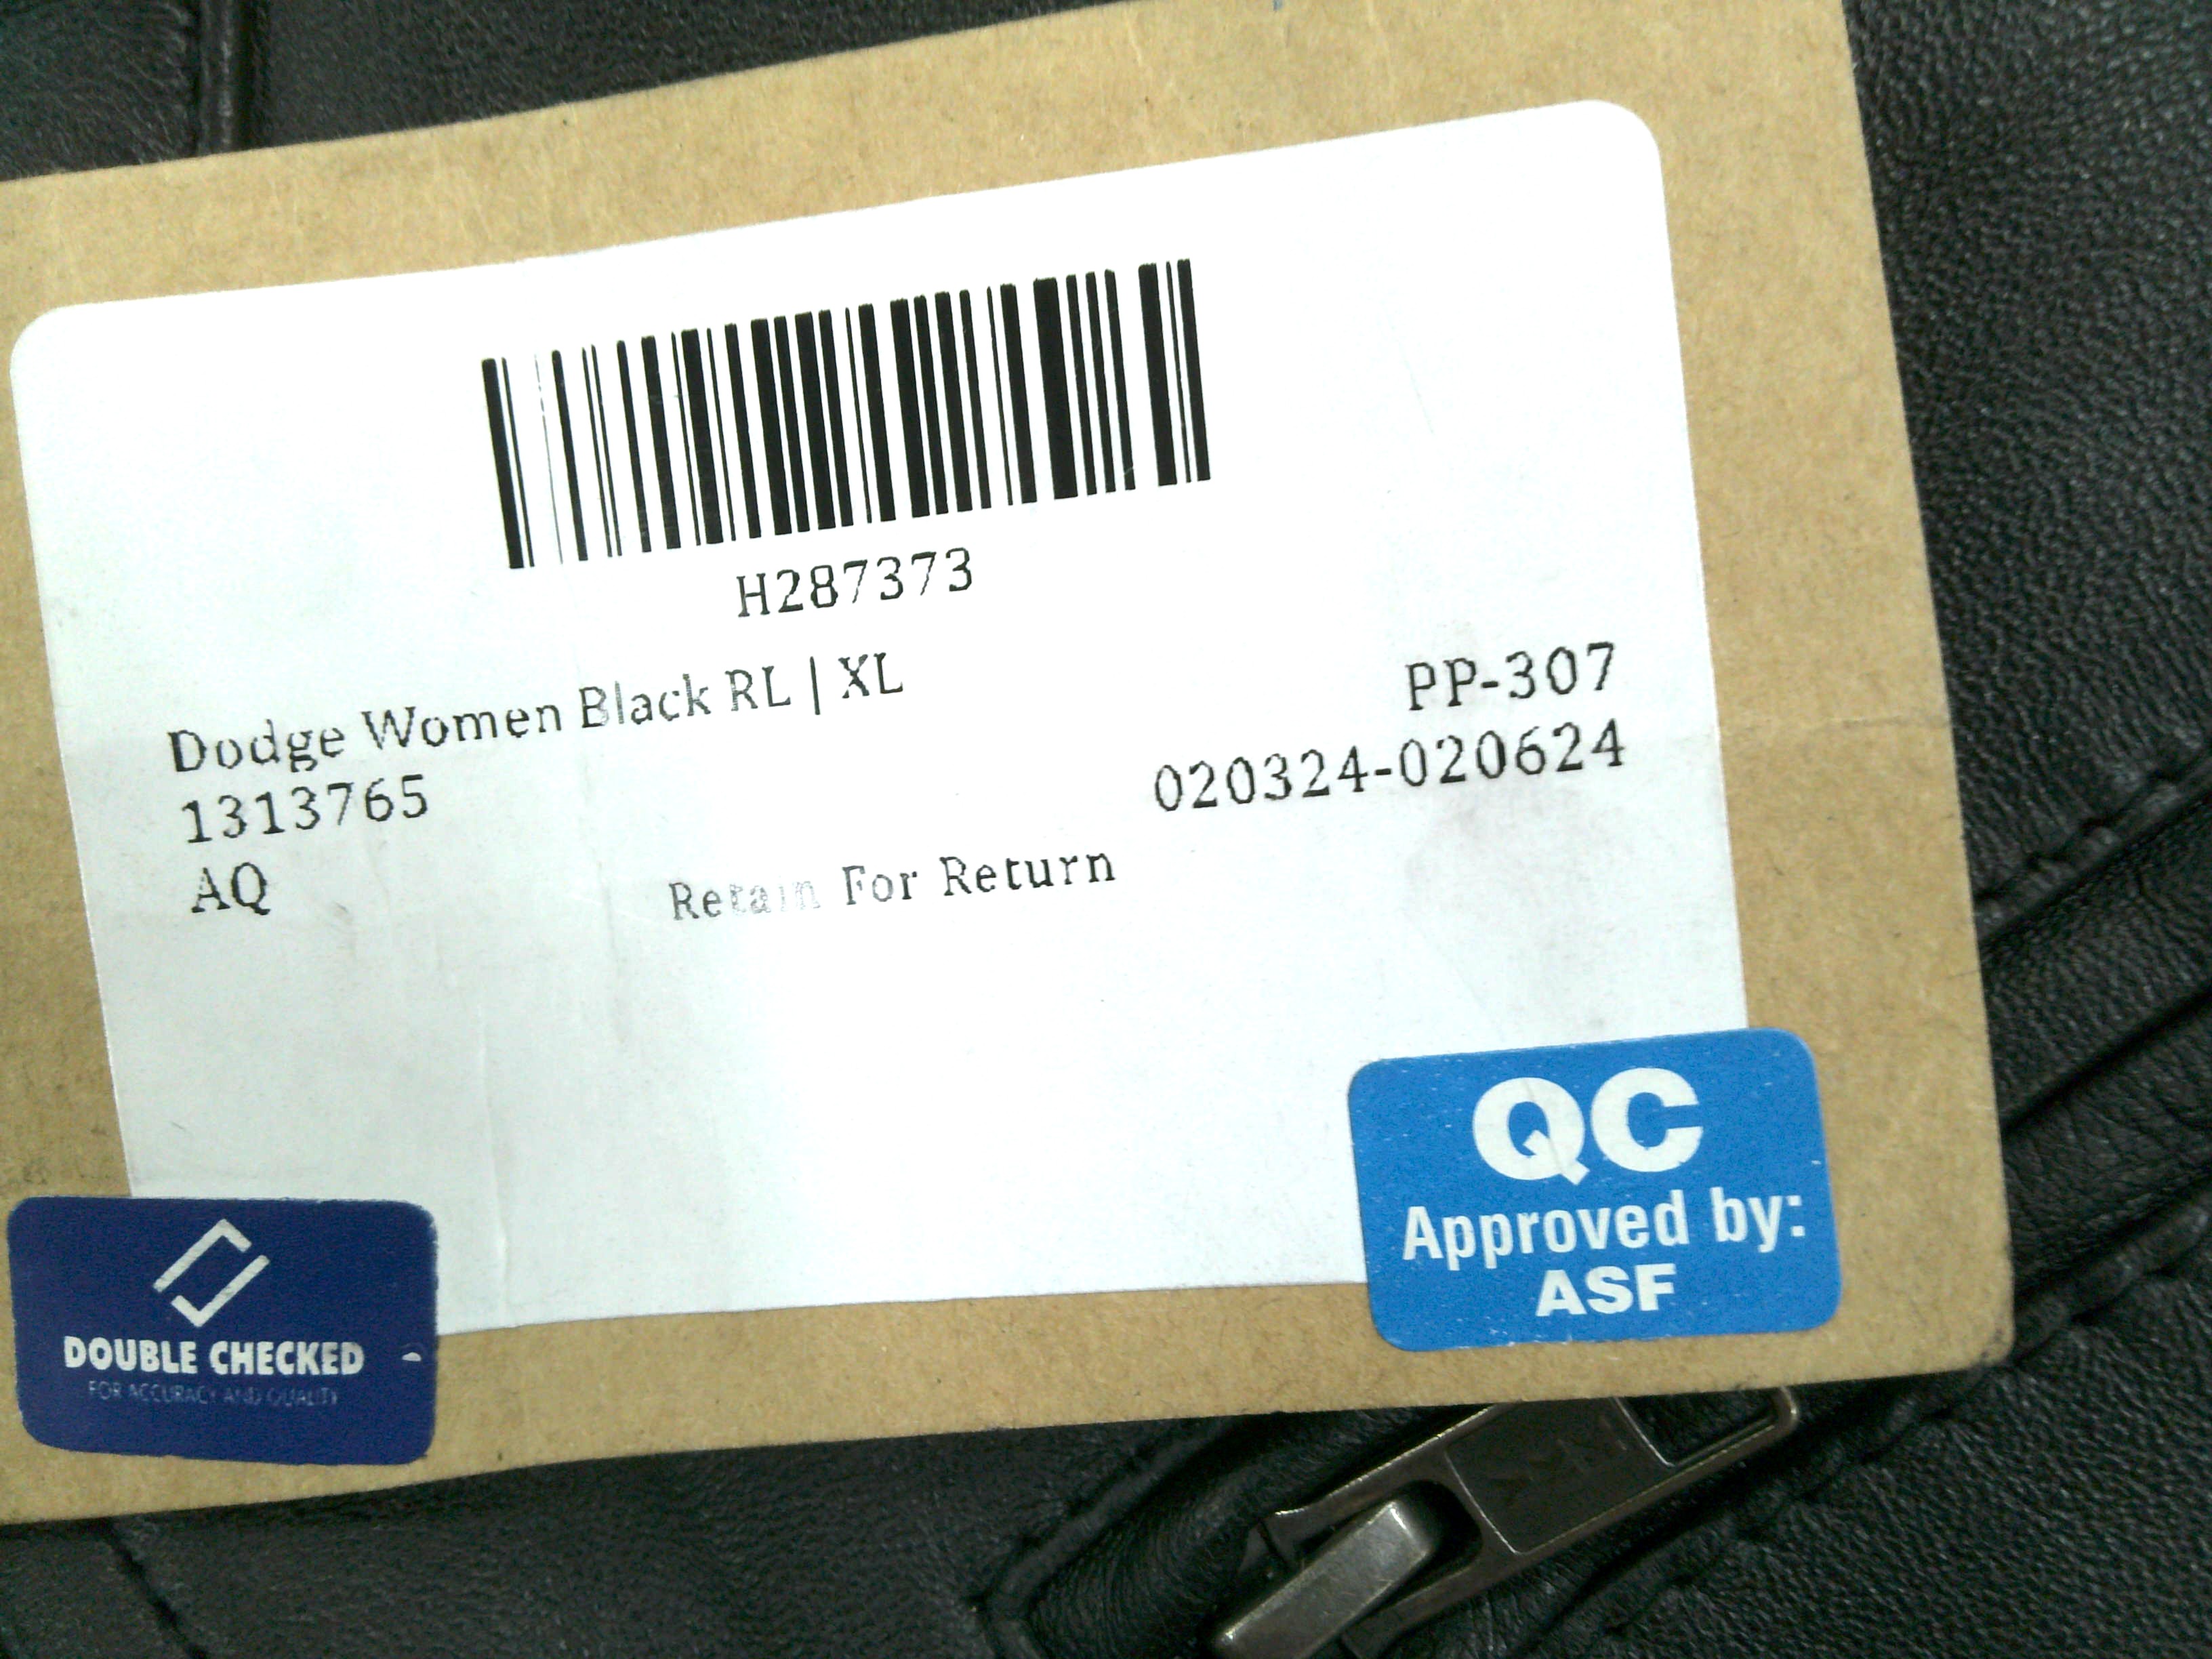 H287373
Dodge Women Black RL | XL
PP-307
1313765
020324-020624
AQ
Retain For Return
QC
Approved by:
ASF
DOUBLE CHECKED
FOR ACCURACY AND QUALITY